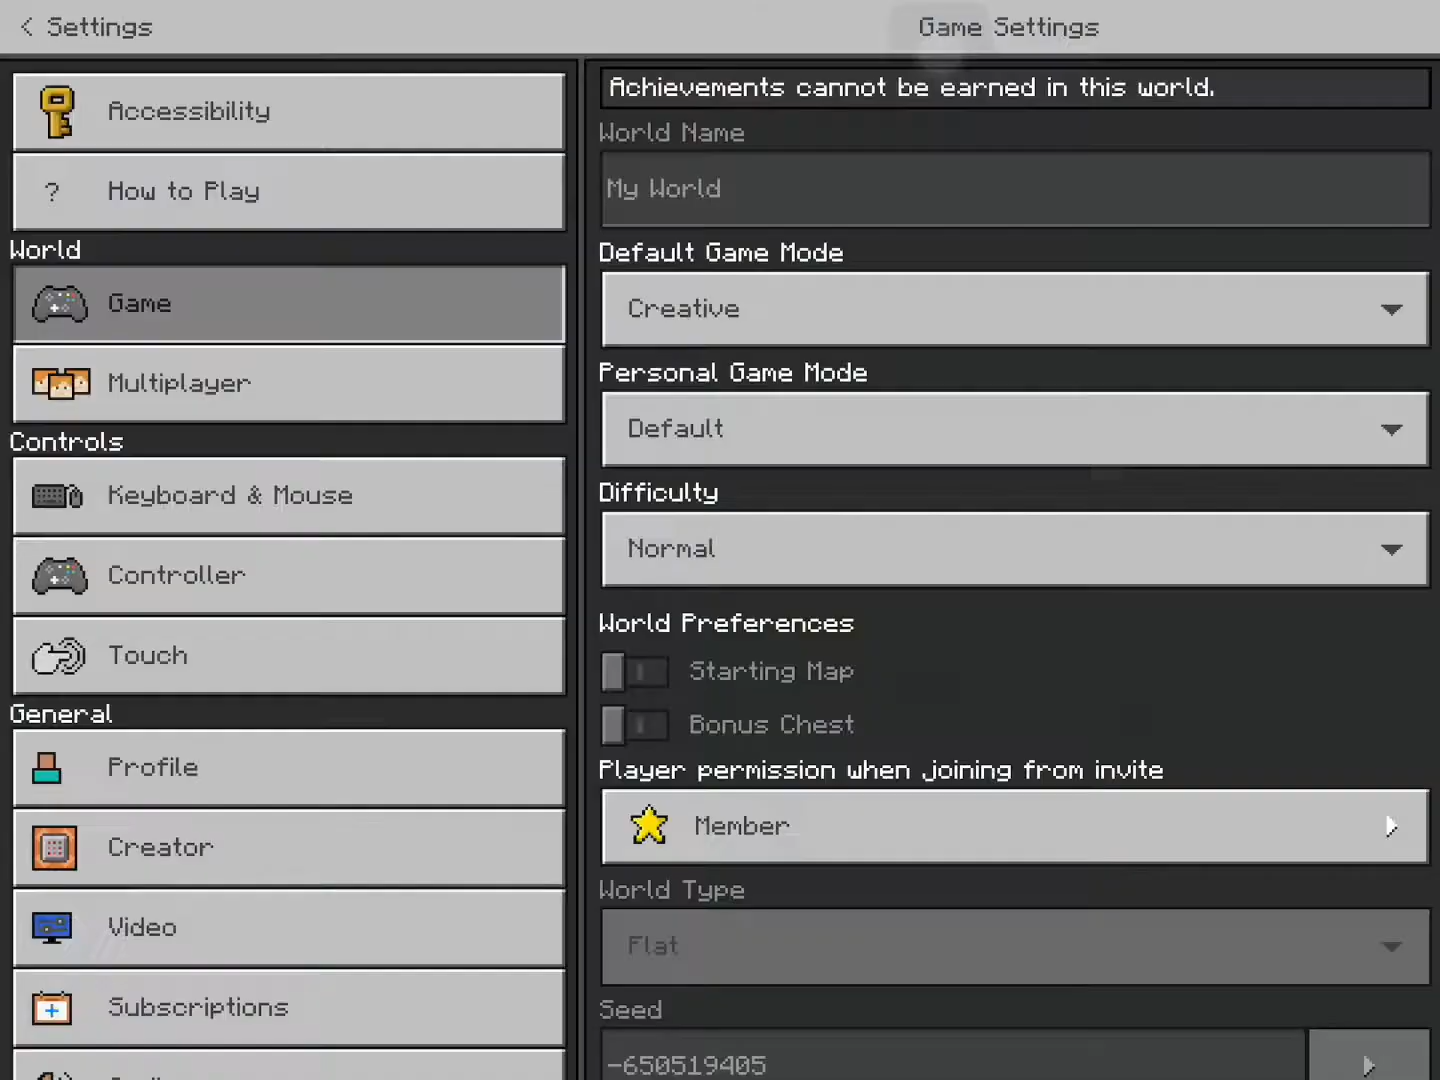 Settings
Game Settings
Accessibility
? How to Play
World
Game
Multiplayer
Controls
Keyboard & Mouse
Controller
Touch
General
Profile
Creator
Video
Subscriptions
Achievements cannot be earned in this world.
World Name
My World
Default Game Mode
Creative
Personal Game Mode
Default
Difficulty
Normal
World Preferences
Starting Map
Bonus Chest
Player permission when joining from invite
Member
World Type
Flat
Seed
-650519405